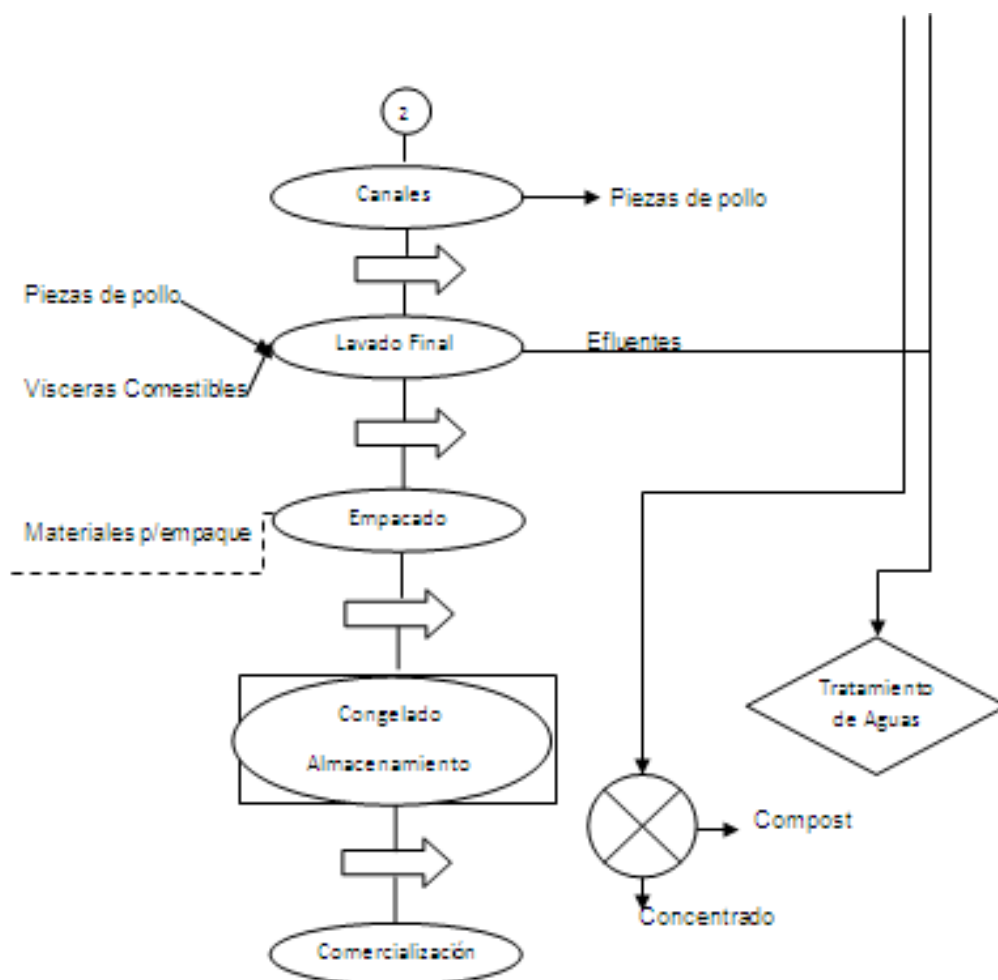 2
Canales
Piezas de pollo
Piezas de pollo
Lavado Final
Efluentes
Vísceras Comestibles
Empacado
Materiales p/empaque
Tratamiento
de Aguas
Congelado
Almacenamiento
Compost
Concentrado
Comercialización